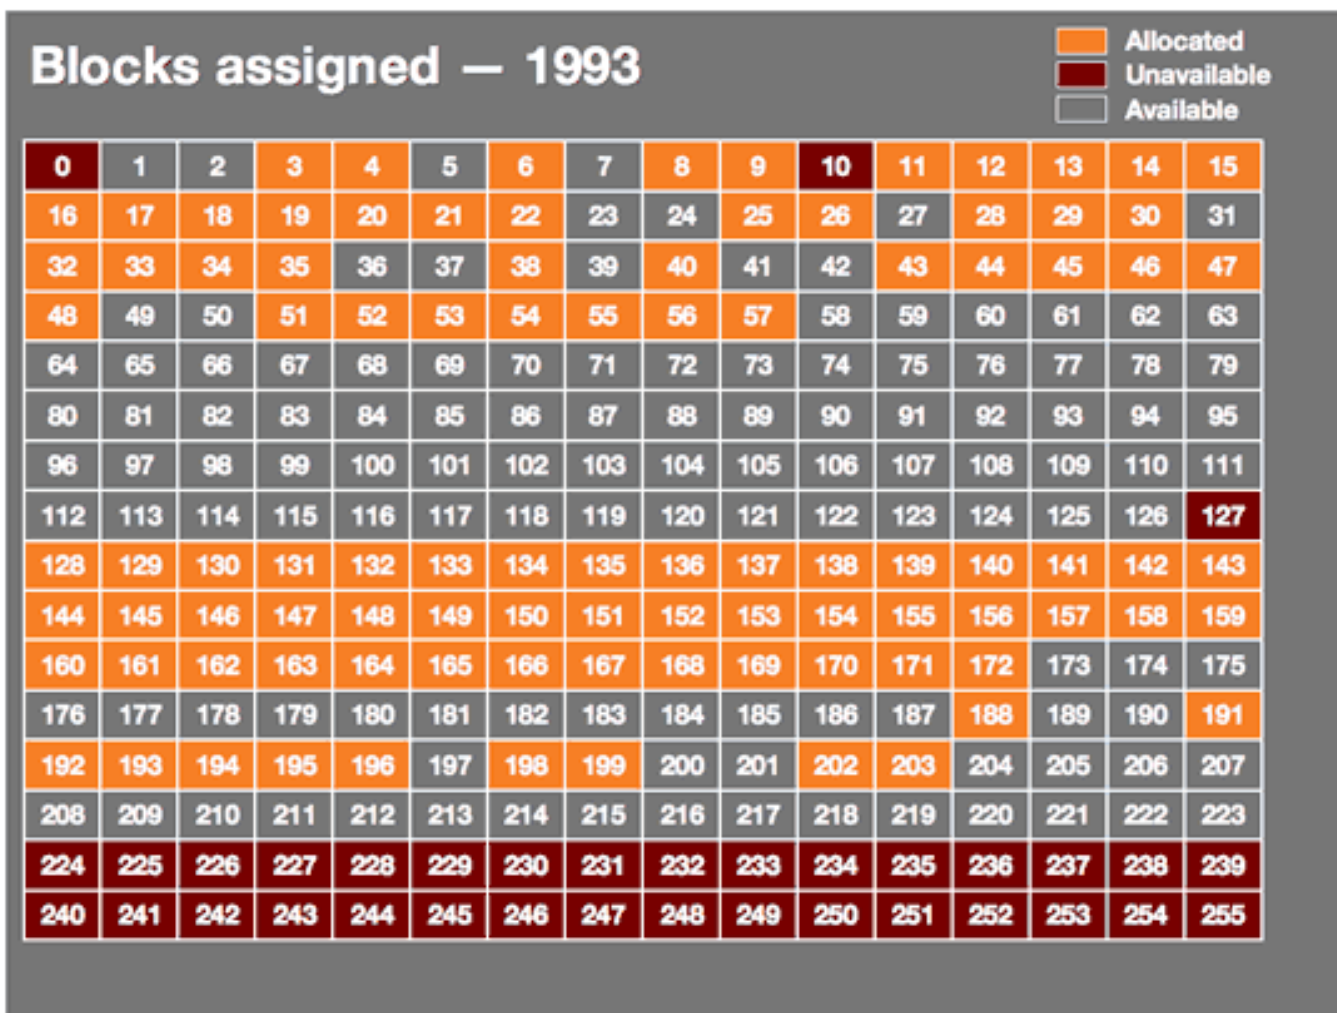 Blocks assigned — 1993
Allocated
Unavailable
Available
0 1 2 3 4 5 6 7 8 9 10 11 12 13 14 15
16 17 18 19 20 21 22 23 24 25 26 27 28 29 30 31
32 33 34 35 36 37 38 39 40 41 42 43 44 45 46 47
48 49 50 51 52 53 54 55 56 57 58 59 60 61 62 63
64 65 66 67 68 69 70 71 72 73 74 75 76 77 78 79
80 81 82 83 84 85 86 87 88 89 90 91 92 93 94 95
96 97 98 99 100 101 102 103 104 105 106 107 108 109 110 111
112 113 114 115 116 117 118 119 120 121 122 123 124 125 126 127
128 129 130 131 132 133 134 135 136 137 138 139 140 141 142 143
144 145 146 147 148 149 150 151 152 153 154 155 156 157 158 159
160 161 162 163 164 165 166 167 168 169 170 171 172 173 174 175
176 177 178 179 180 181 182 183 184 185 186 187 188 189 190 191
192 193 194 195 196 197 198 199 200 201 202 203 204 205 206 207
208 209 210 211 212 213 214 215 216 217 218 219 220 221 222 223
224 225 226 227 228 229 230 231 232 233 234 235 236 237 238 239
240 241 242 243 244 245 246 247 248 249 250 251 252 253 254 255